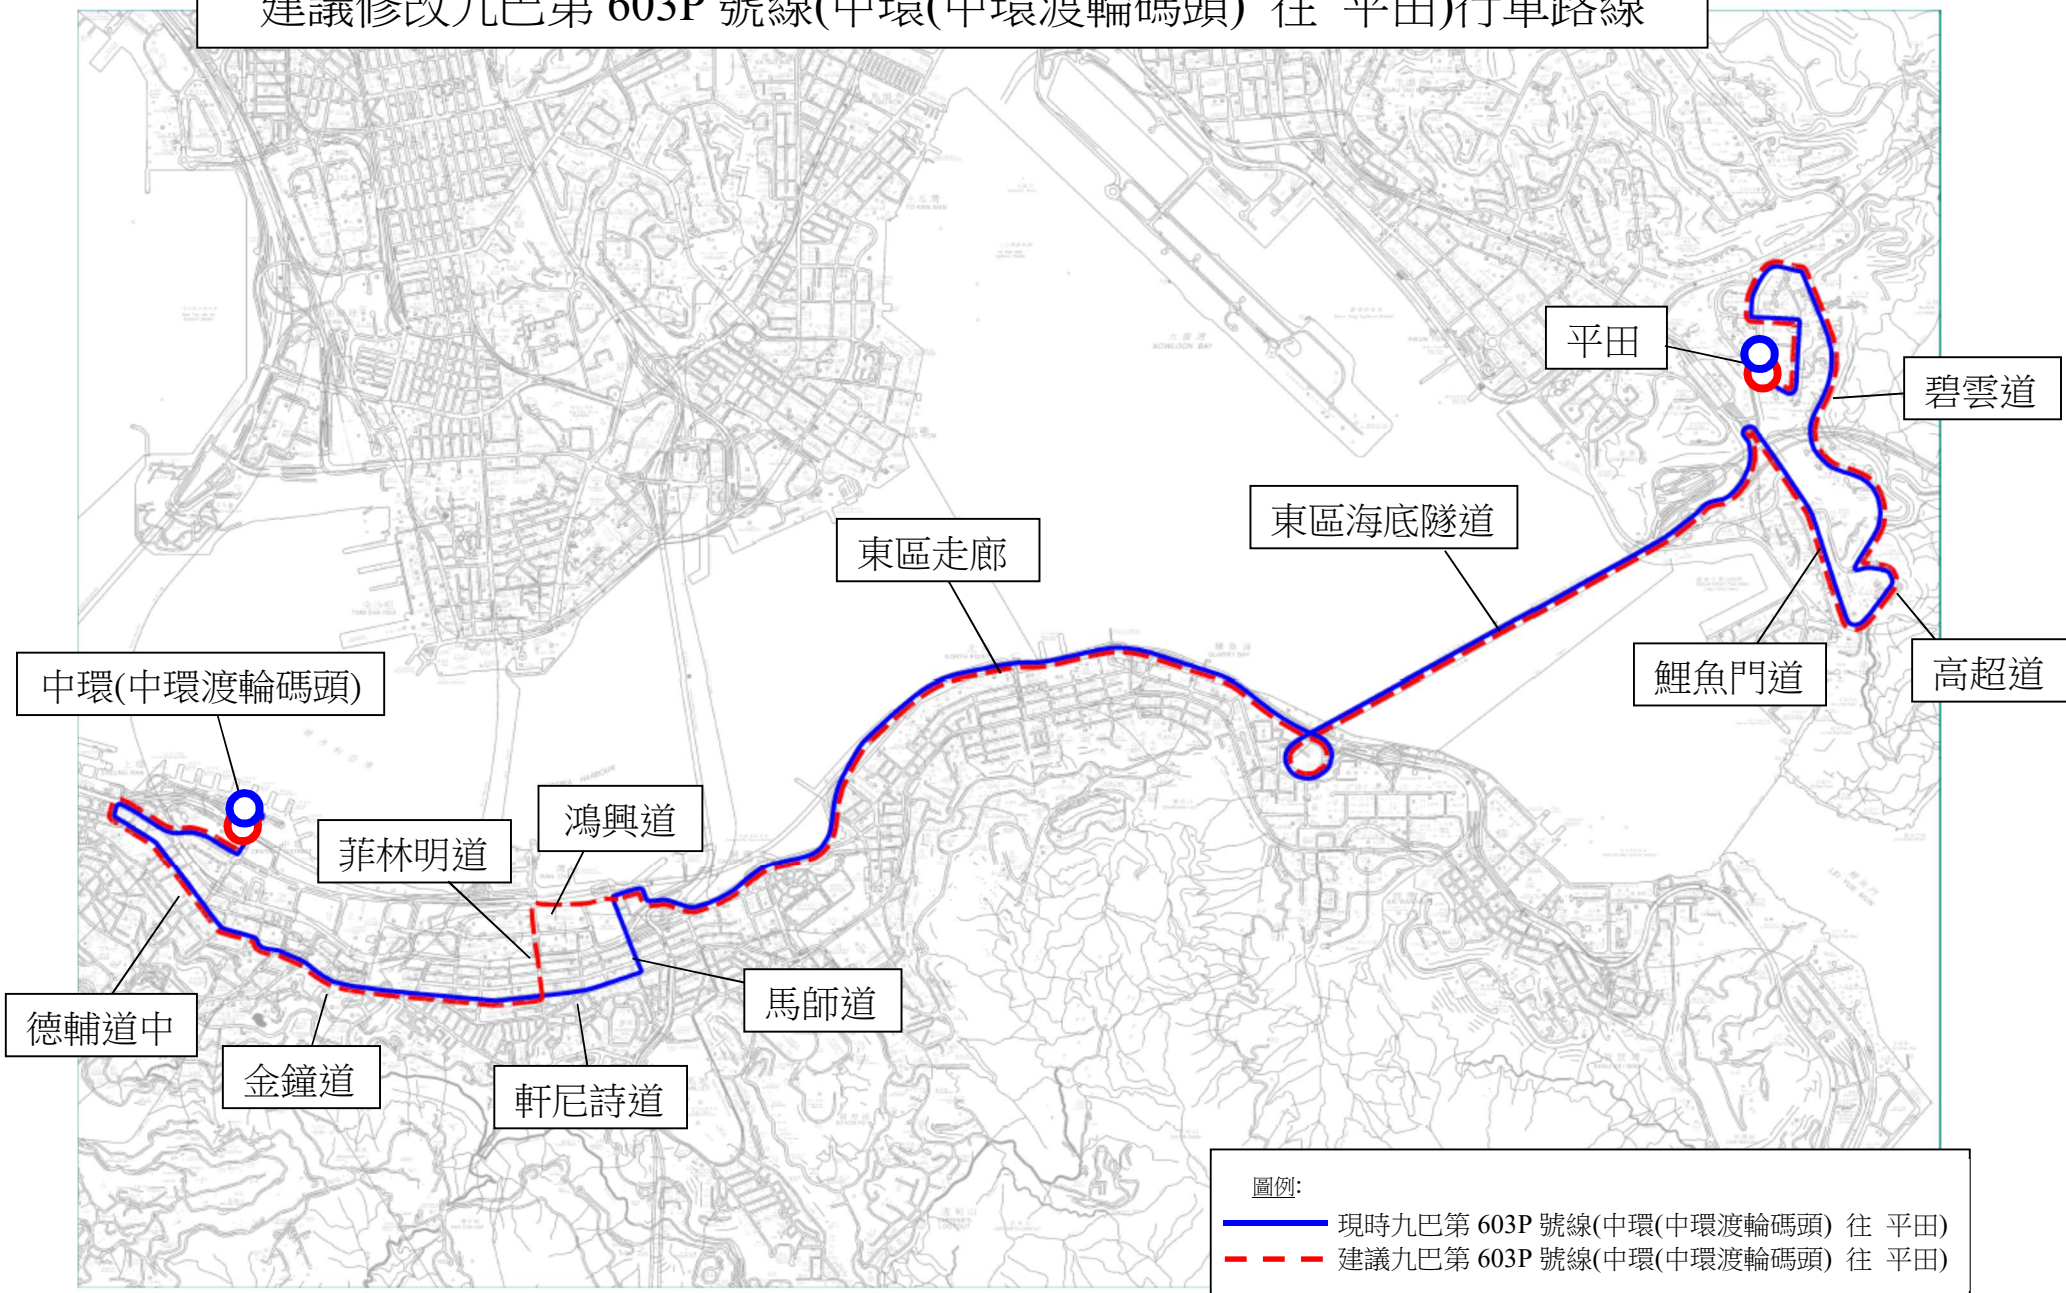 建議修改九巴第 603P 號線(中環(中環渡輪碼頭) 往 平田)行車路線
平田
碧雲道
東區海底隧道
東區走廊
鯉魚門道
高超道
中環(中環渡輪碼頭)
鴻興道
菲林明道
馬師道
德輔道中
金鐘道
軒尼詩道
KOWLOON BAY
圖例:
現時九巴第 603P 號線(中環(中環渡輪碼頭) 往 平田)
建議九巴第 603P 號線(中環(中環渡輪碼頭) 往 平田)